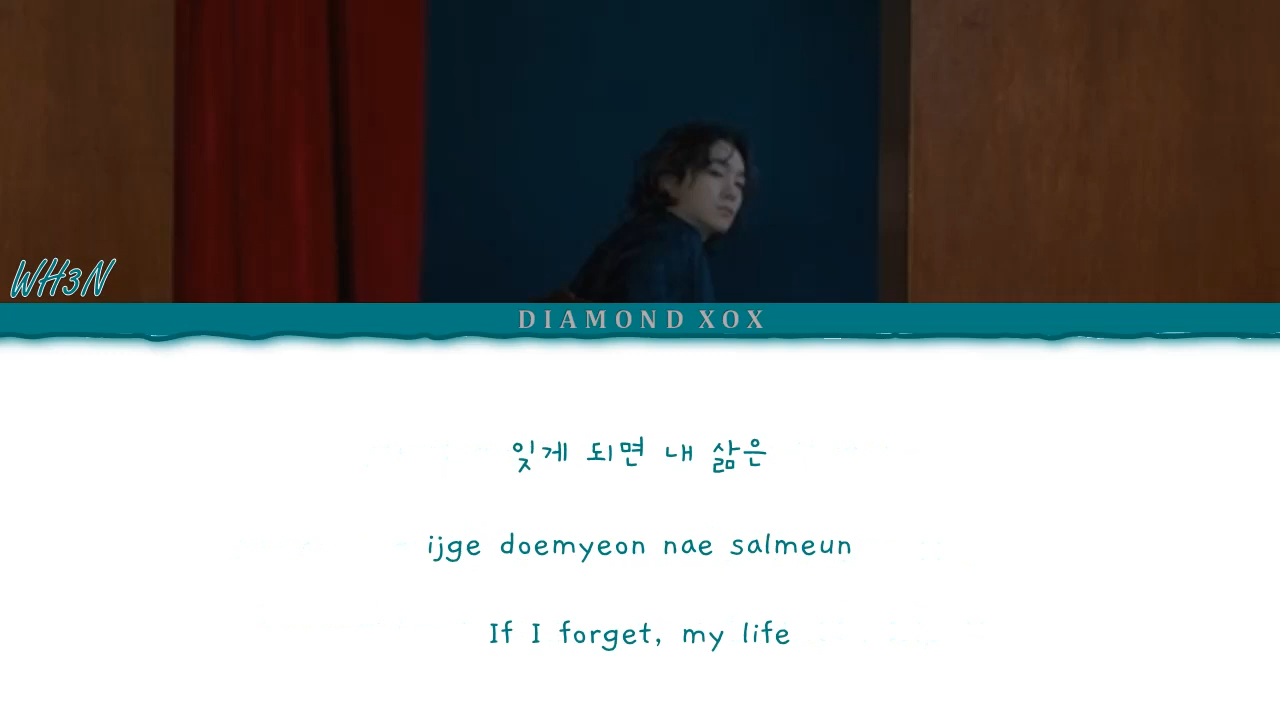 WH3N
DIAMOND XOX
잊게 되면 내 삶은
ijge doemyeon nae salmeun
If I forget, my life